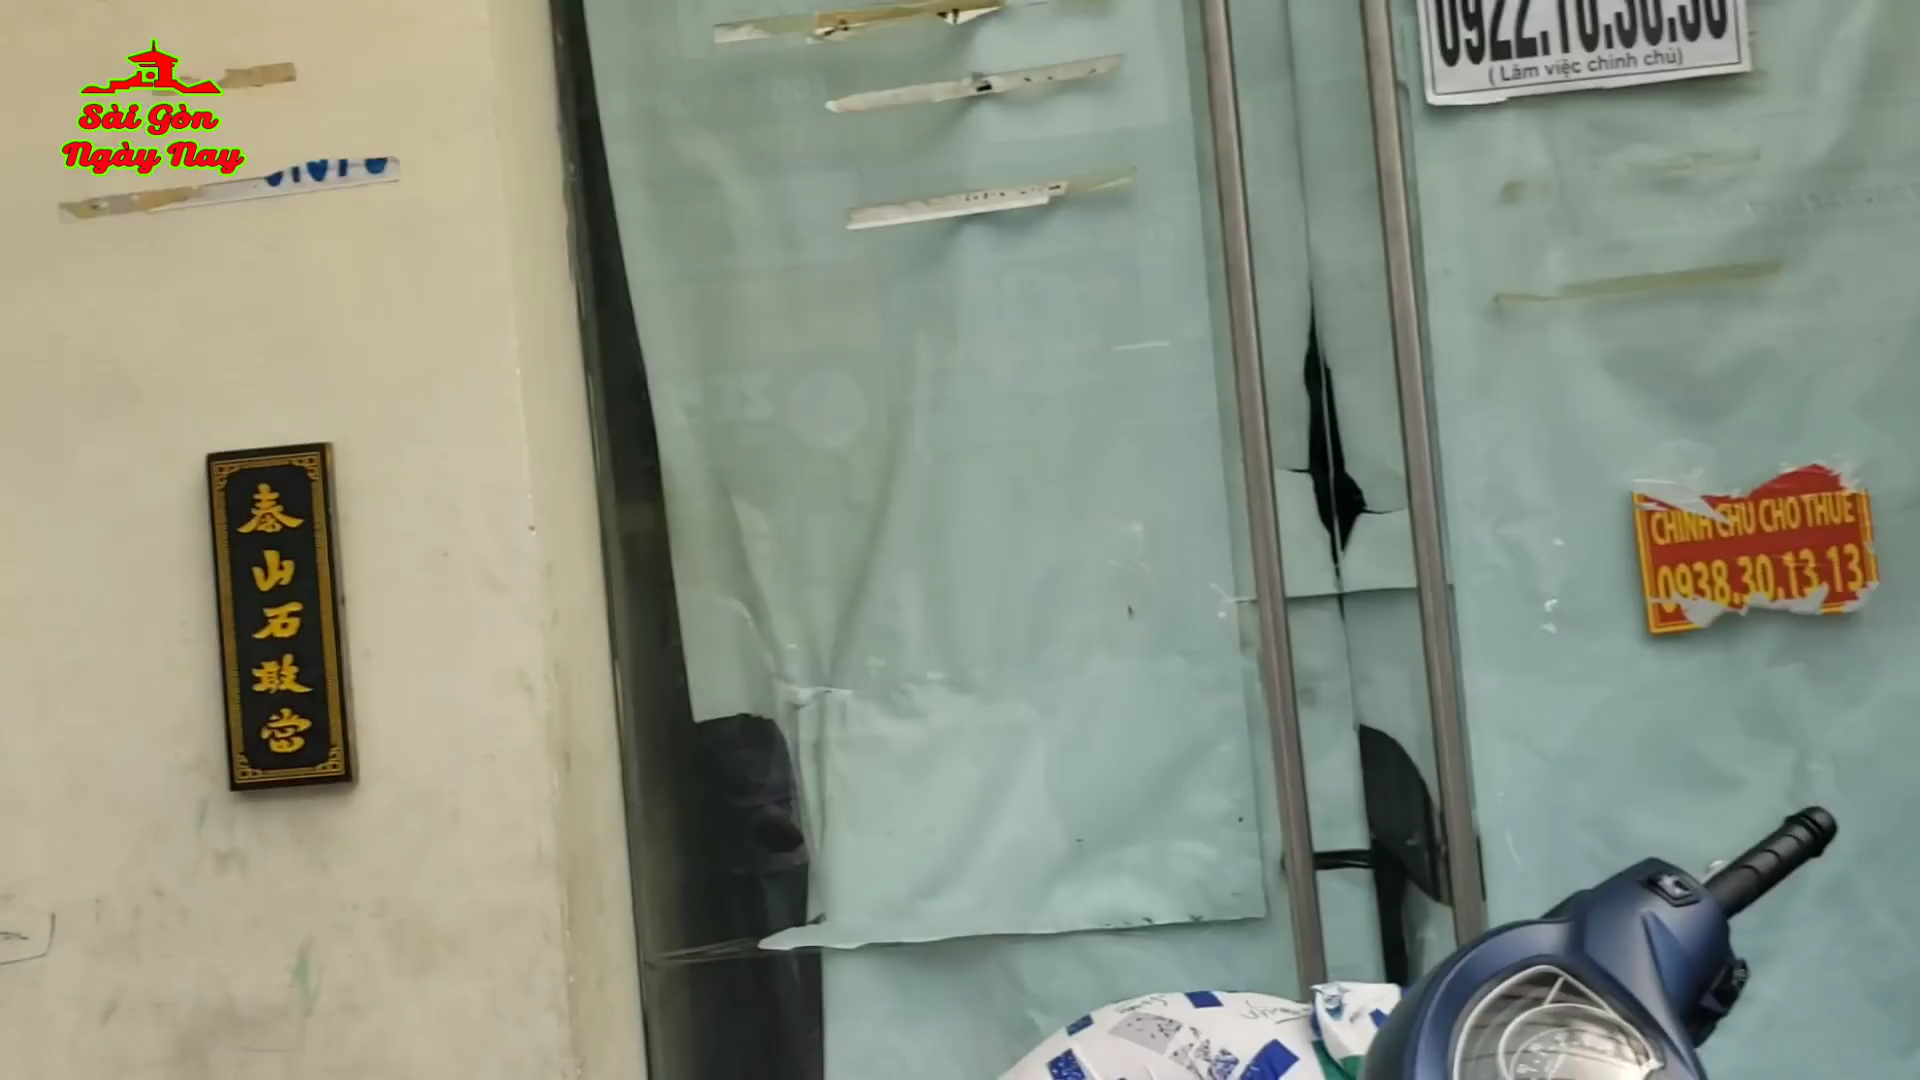 Sài Gòn
Ngày Nay
泰山石敢當
0922.10.30.30
(Làm việc chính chủ)
CHÍNH CHỦ CHO THUÊ
0938.30.13.13